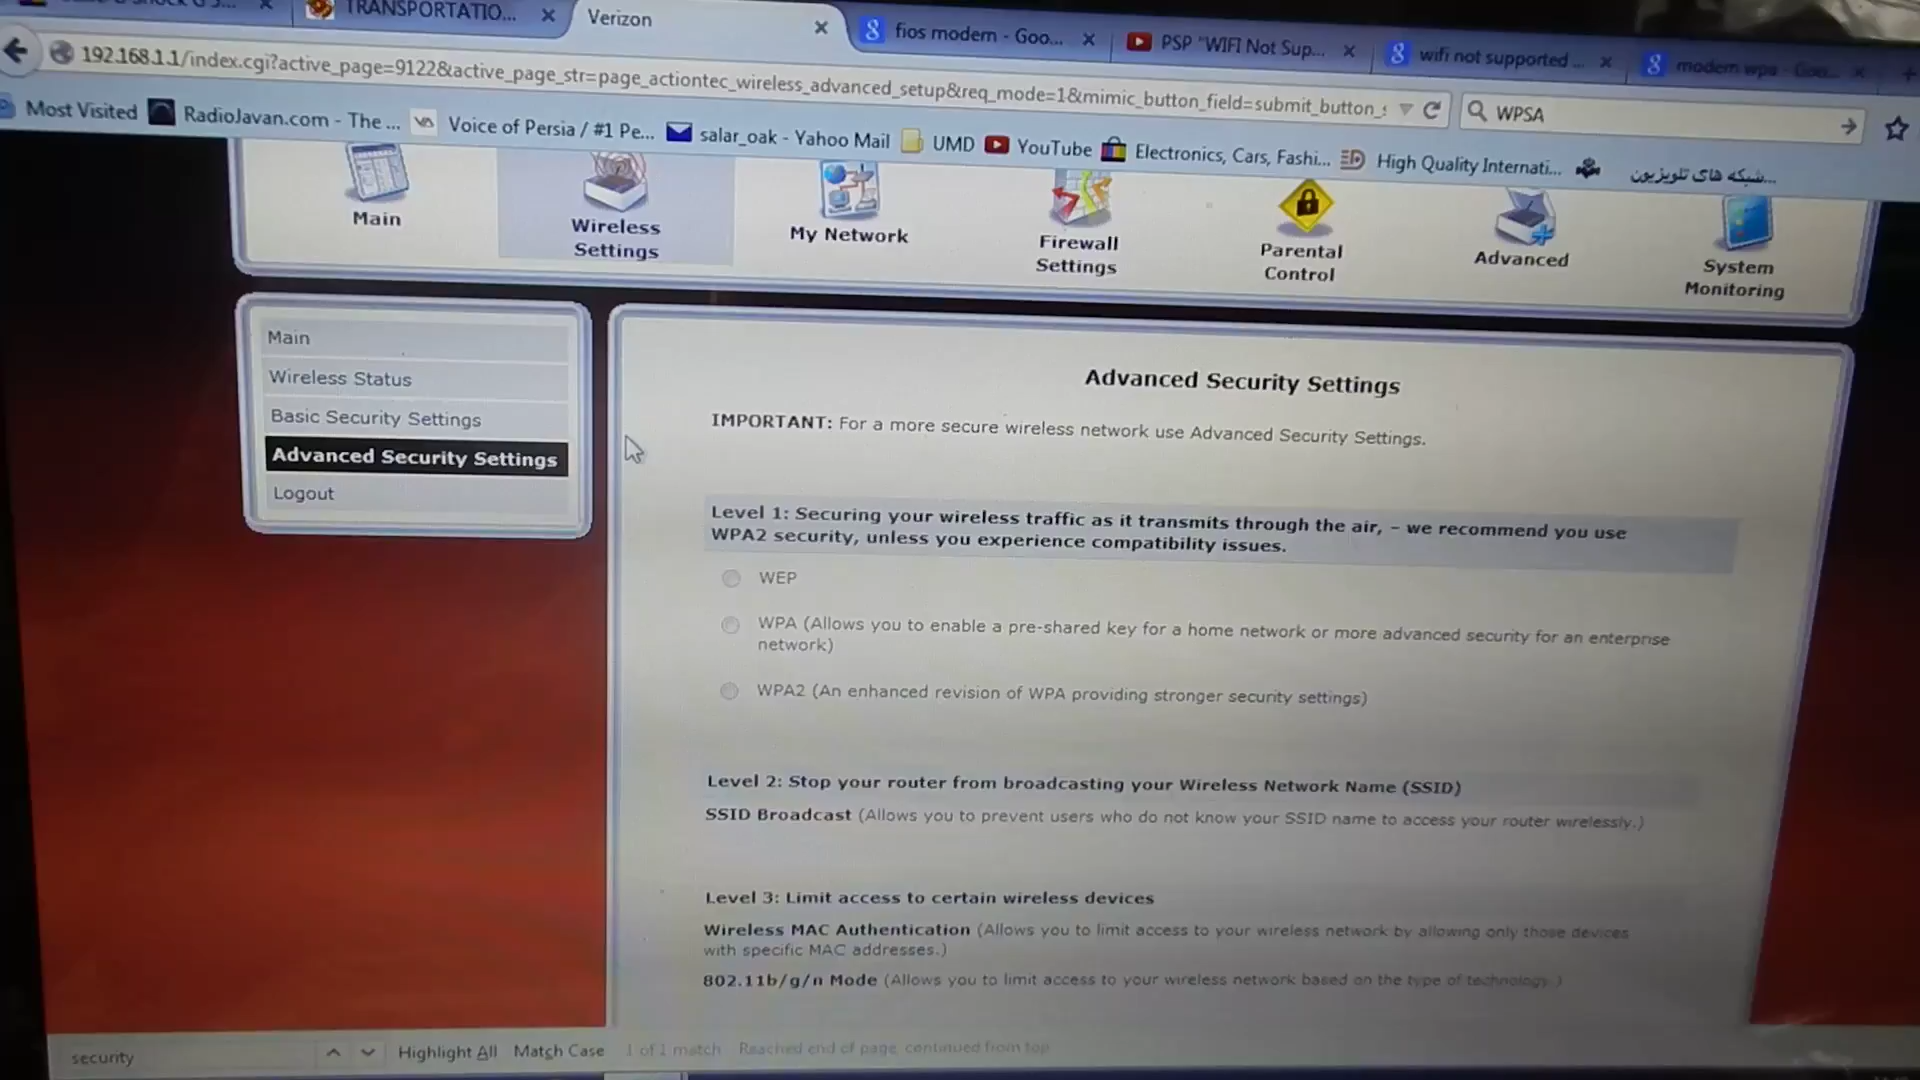 TRANSPORTATIO...
Verizon
fios modem - Goo...
PSP "WIFI Not Sup...
wifi not supported ...
modem wpa - Goo...
192.168.1.1/index.cgi?active_page=9122&active_page_str=page_actiontec_wireless_advanced_setup&req_mode=1&mimic_button_field=submit_button_
WPSA
Most Visited
RadioJavan.com - The ...
Voice of Persia / #1 Pe...
salar_oak - Yahoo Mail
UMD
YouTube
Electronics, Cars, Fashi...
High Quality Internati...
شبکه های تلویزیون...
Main
Wireless
Settings
My Network
Firewall
Settings
Parental
Control
Advanced
System
Monitoring
Main
Wireless Status
Basic Security Settings
Advanced Security Settings
Logout
Advanced Security Settings
IMPORTANT: For a more secure wireless network use Advanced Security Settings.
Level 1: Securing your wireless traffic as it transmits through the air, - we recommend you use
WPA2 security, unless you experience compatibility issues.
WEP
WPA (Allows you to enable a pre-shared key for a home network or more advanced security for an enterprise
network)
WPA2 (An enhanced revision of WPA providing stronger security settings)
Level 2: Stop your router from broadcasting your Wireless Network Name (SSID)
SSID Broadcast (Allows you to prevent users who do not know your SSID name to access your router wirelessly.)
Level 3: Limit access to certain wireless devices
Wireless MAC Authentication (Allows you to limit access to your wireless network by allowing only those devices
with specific MAC addresses.)
802.11b/g/n Mode (Allows you to limit access to your wireless network based on the type of technology.)
security
Highlight All
Match Case
1 of 1 match
Reached end of page, continued from top